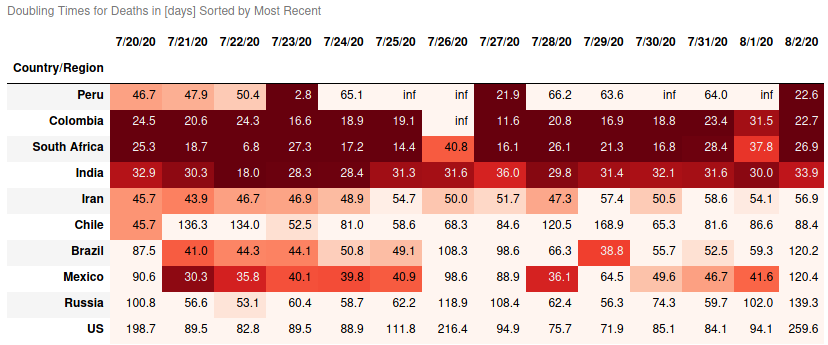 Doubling Times for Deaths in [days] Sorted by Most Recent
7/20/20 7/21/20 7/22/20 7/23/20 7/24/20 7/25/20 7/26/20 7/27/20 7/28/20 7/29/20 7/30/20 7/31/20 8/1/20 8/2/20
Country/Region
Peru 46.7 47.9 50.4 2.8 65.1 inf inf 21.9 66.2 63.6 inf 64.0 inf 22.6
Colombia 24.5 20.6 24.3 16.6 18.9 19.1 inf 11.6 20.8 16.9 18.8 23.4 31.5 22.7
South Africa 25.3 18.7 6.8 27.3 17.2 14.4 40.8 16.1 26.1 21.3 16.8 28.4 37.8 26.9
India 32.9 30.3 18.0 28.3 28.4 31.3 31.6 36.0 29.8 31.4 32.1 31.6 30.0 33.9
Iran 45.7 43.9 46.7 46.9 48.9 54.7 50.0 51.7 47.3 57.4 50.5 58.6 54.1 56.9
Chile 45.7 136.3 134.0 52.5 81.0 58.6 68.3 84.6 120.5 168.9 65.3 81.6 86.6 88.4
Brazil 87.5 41.0 44.3 44.1 50.8 49.1 108.3 98.6 66.3 38.8 55.7 52.5 59.3 120.2
Mexico 90.6 30.3 35.8 40.1 39.8 40.9 98.6 88.9 36.1 64.5 49.6 46.7 41.6 120.4
Russia 100.8 56.6 53.1 60.4 58.7 62.2 118.9 108.4 62.4 56.3 74.3 59.7 102.0 139.3
US 198.7 89.5 82.8 89.5 88.9 111.8 216.4 94.9 75.7 71.9 85.1 84.1 94.1 259.6